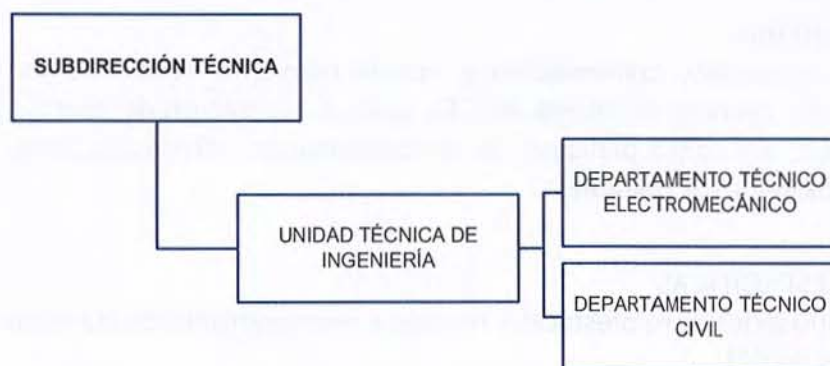 SUBDIRECCIÓN TÉCNICA
UNIDAD TÉCNICA DE
INGENIERÍA
DEPARTAMENTO TÉCNICO
ELECTROMECÁNICO
DEPARTAMENTO TÉCNICO
CIVIL